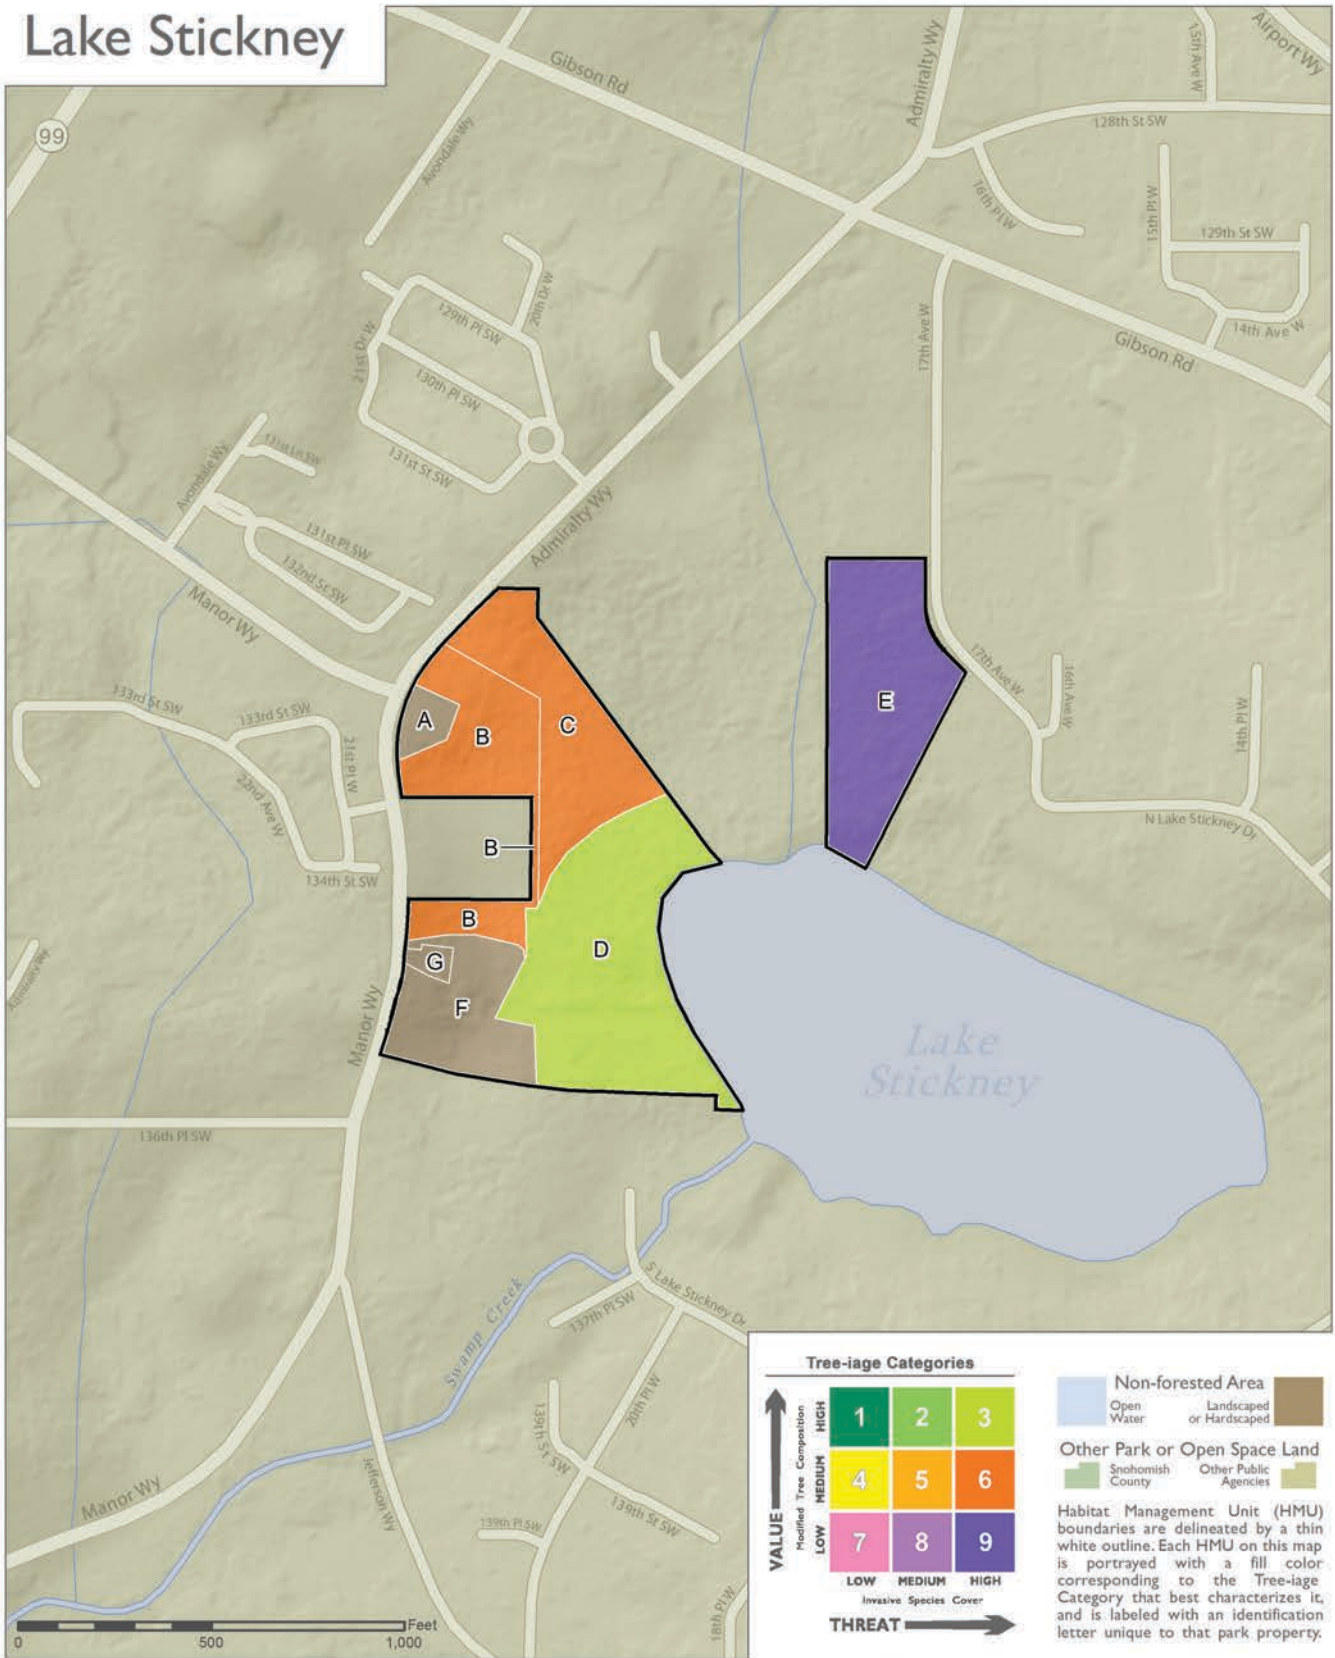 Lake Stickney
Gibson Rd
Admiralty Wy
15th Ave W
Airport Wy
99
Avondale Wy
128th St SW
16th Pl W
15th Pl W
129th St SW
14th Ave W
Gibson Rd
17th Ave W
20th Dr W
129th Pl SW
21st Dr W
130th Pl SW
131st St SW
Avondale Wy
131st Pl SW
132nd St SW
Admiralty Wy
Manor Wy
133rd St SW
133rd St SW
21st Pl W
22nd Ave W
134th St SW
A
B
C
E
17th Ave W
16th Ave W
14th Pl W
N Lake Stickney Dr
B
B
D
G
F
Admiralty Wy
Manor Wy
Lake
Stickney
136th Pl SW
Swamp Creek
S Lake Stickney Dr
137th Pl SW
20th Pl W
139th St SW
139th St SW
139th Pl SW
Jefferson Wy
Manor Wy
18th Pl W
Feet
0 500 1,000
Tree-iage Categories
VALUE
Modified Tree Composition
HIGH
MEDIUM
LOW
1 2 3
4 5 6
7 8 9
LOW MEDIUM HIGH
Invasive Species Cover
THREAT
Non-forested Area
Open
Water
Landscaped
or Hardscaped
Other Park or Open Space Land
Snohomish
County
Other Public
Agencies
Habitat Management Unit (HMU)
boundaries are delineated by a thin
white outline. Each HMU on this map
is portrayed with a fill color
corresponding to the Tree-iage
Category that best characterizes it,
and is labeled with an identification
letter unique to that park property.